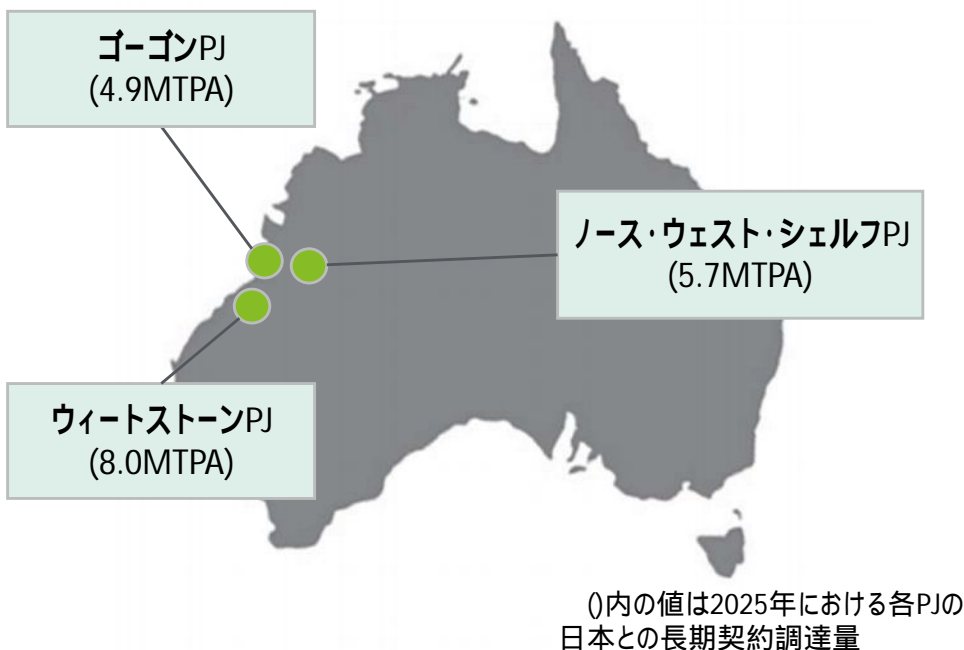 ゴーゴンPJ
(4.9MTPA)
ノース・ウェスト・シェルフPJ
(5.7MTPA)
ウィートストーンPJ
(8.0MTPA)
()内の値は2025年における各PJの
日本との長期契約調達量